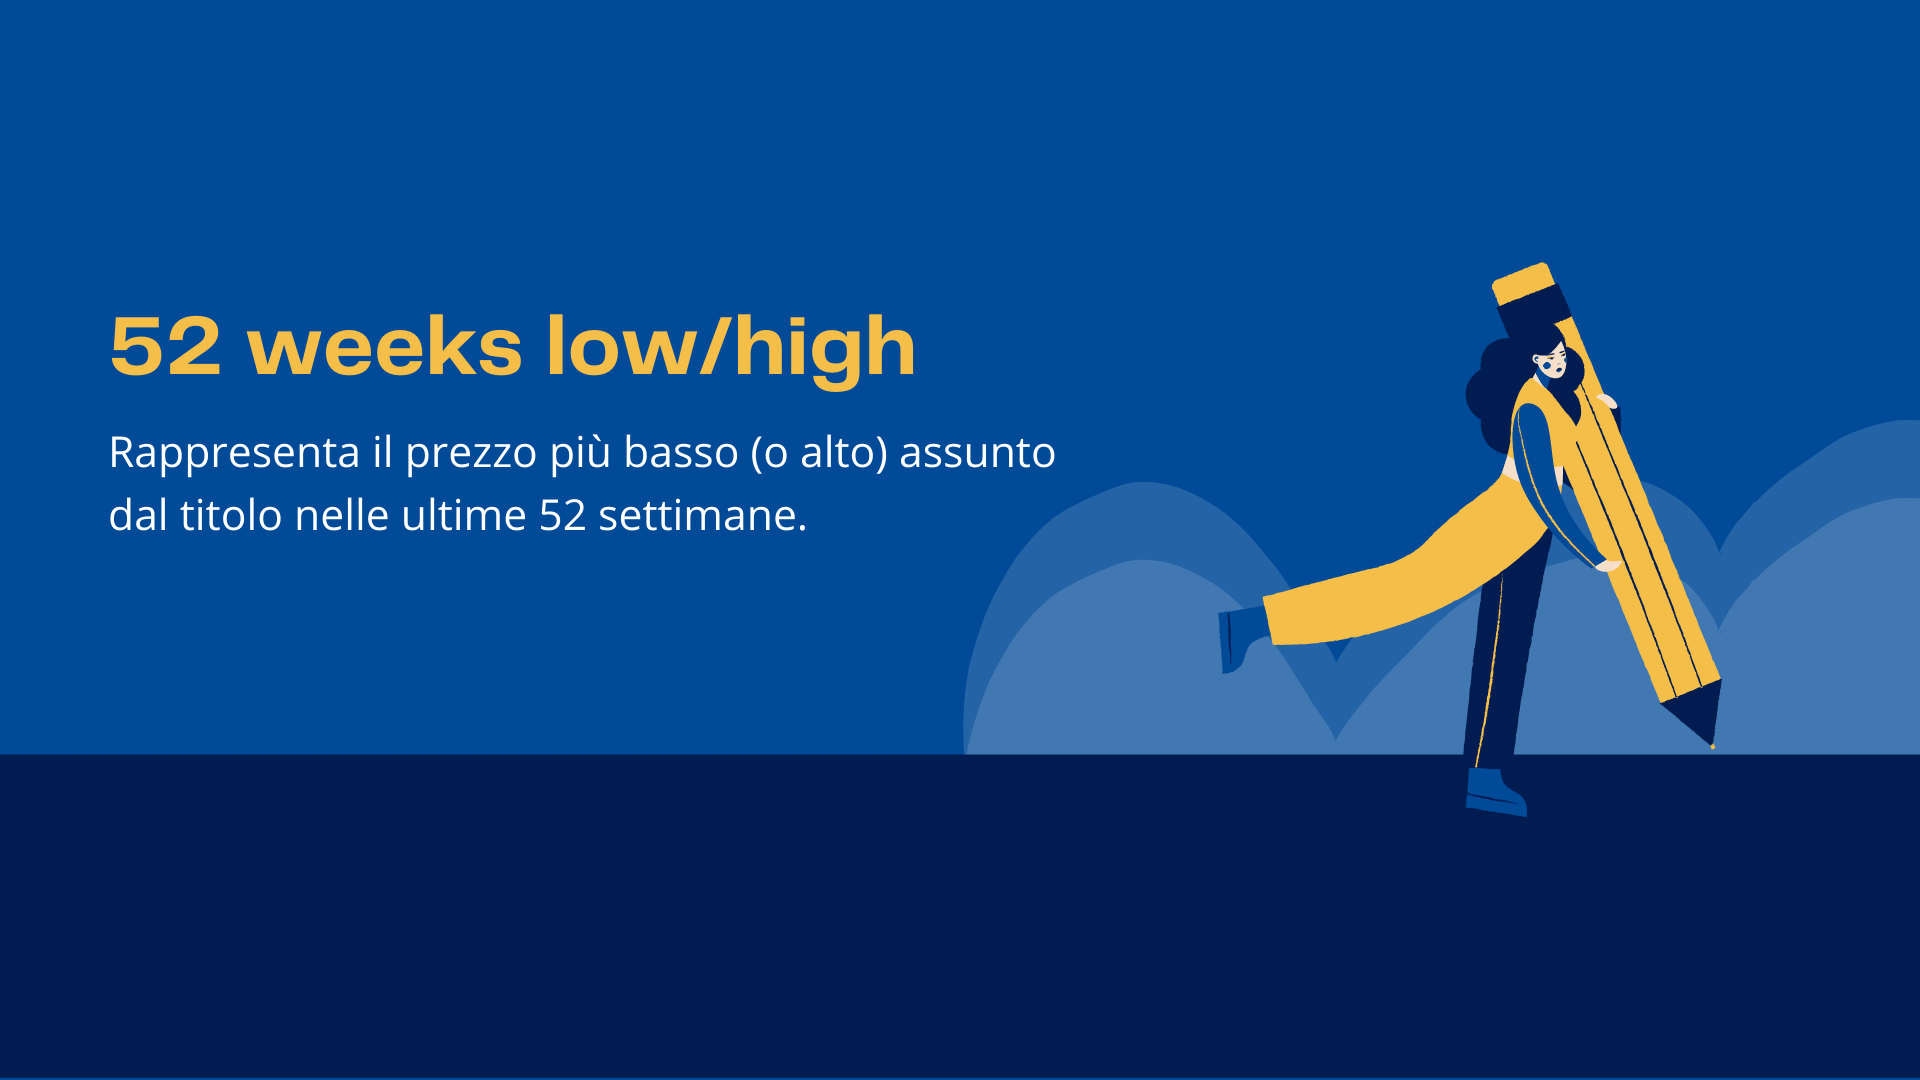 52 weeks low/high
Rappresenta il prezzo più basso (o alto) assunto
dal titolo nelle ultime 52 settimane.